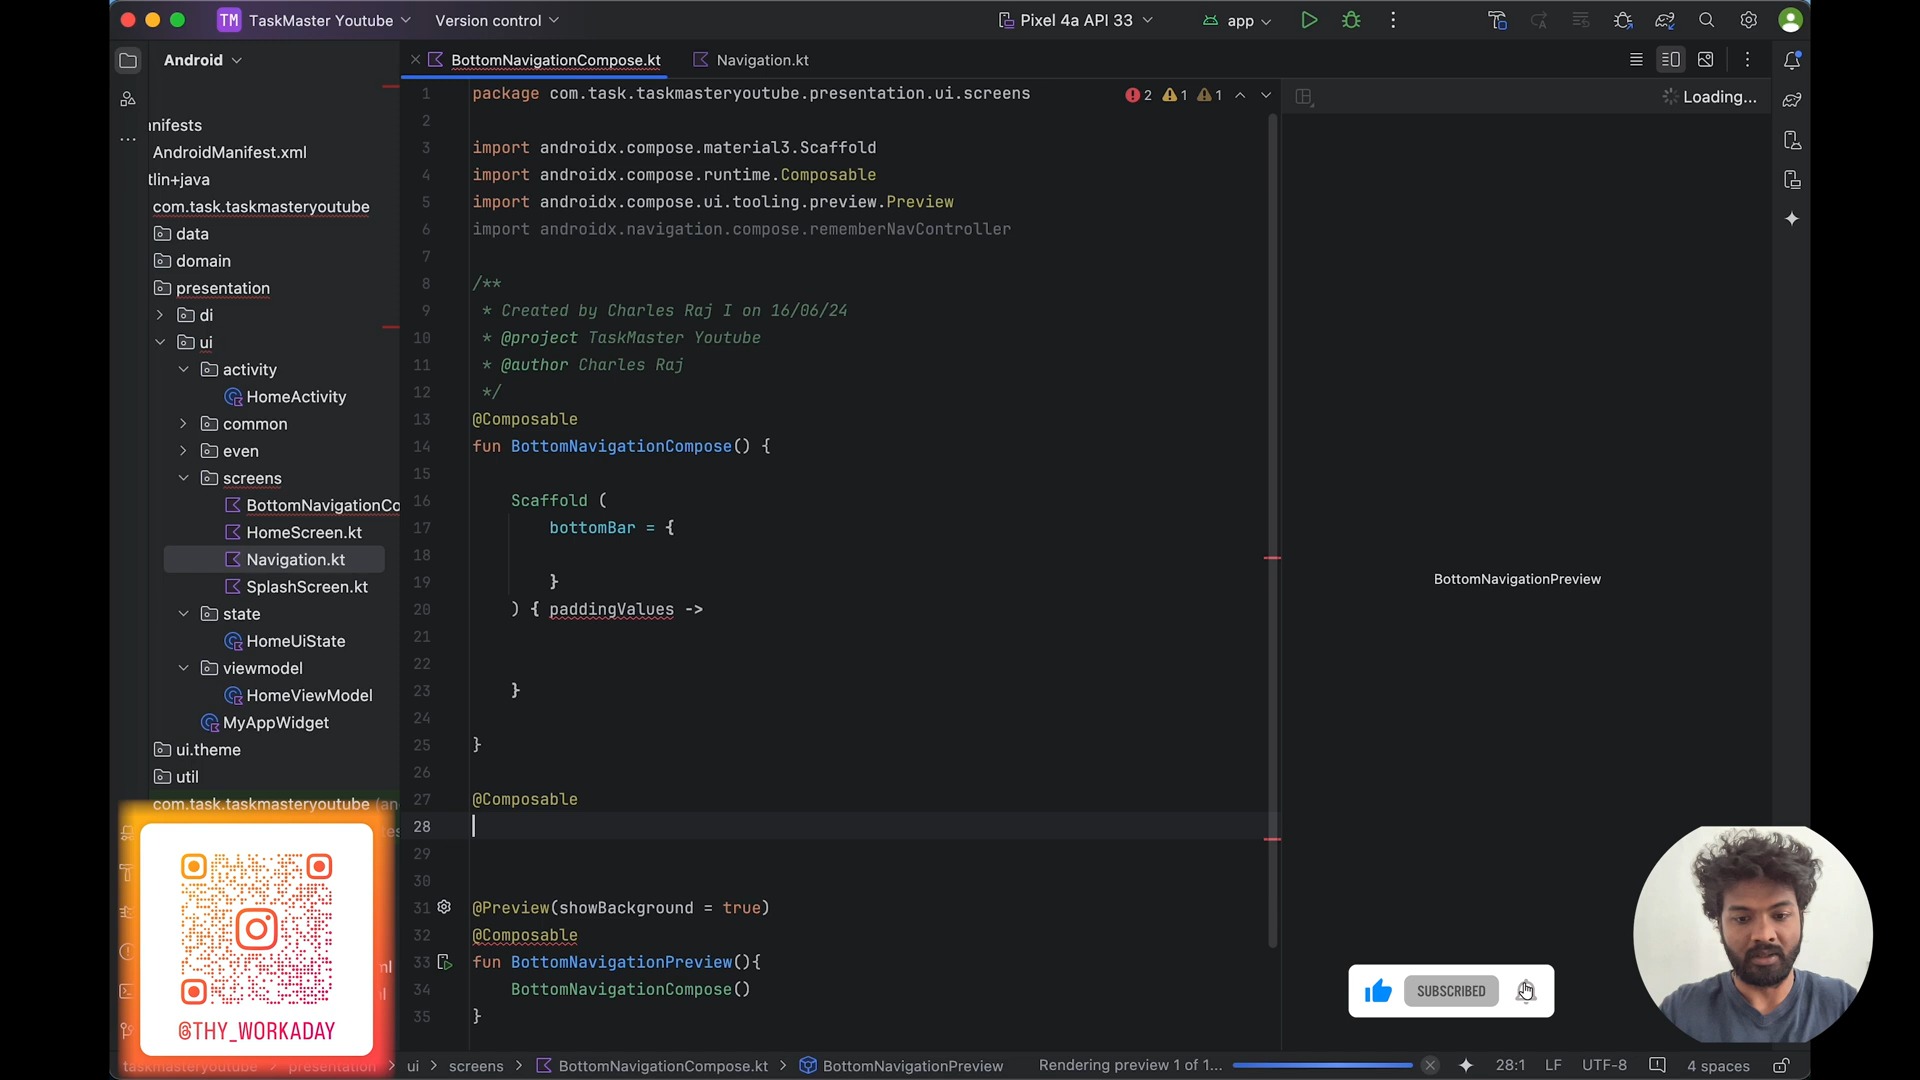 TM TaskMaster Youtube Version control Pixel 4a API 33 app
Android
BottomNavigationCompose.kt Navigation.kt
Loading...
anifests
AndroidManifest.xml
tlin+java
com.task.taskmasteryoutube
data
domain
presentation
di
ui
activity
HomeActivity
common
even
screens
BottomNavigationCo
HomeScreen.kt
Navigation.kt
SplashScreen.kt
state
HomeUiState
viewmodel
HomeViewModel
MyAppWidget
ui.theme
util
com.task.taskmasteryoutube (an
1 package com.task.taskmasteryoutube.presentation.ui.screens 2 1 1
2
3 import androidx.compose.material3.Scaffold
4 import androidx.compose.runtime.Composable
5 import androidx.compose.ui.tooling.preview.Preview
6 import androidx.navigation.compose.rememberNavController
7
8 /**
9 * Created by Charles Raj I on 16/06/24
10 * @project TaskMaster Youtube
11 * @author Charles Raj
12 */
13 @Composable
14 fun BottomNavigationCompose() {
15
16 Scaffold (
17 bottomBar = {
18
19 }
20 ) { paddingValues ->
21
22
23 }
24
25 }
26
27 @Composable
28
29
30
31 @Preview(showBackground = true)
32 @Composable
33 fun BottomNavigationPreview(){
34 BottomNavigationCompose()
35 }
BottomNavigationPreview
@THY_WORKADAY
SUBSCRIBED
taskmasteryoutube > presentation > ui > screens > BottomNavigationCompose.kt > BottomNavigationPreview Rendering preview 1 of 1... 28:1 LF UTF-8 4 spaces